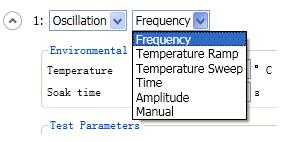 1: Oscillation Frequency
Frequency
Environmental
Temperature Ramp
Temperature ° C
Temperature Sweep
Time
Soak time s
Amplitude
Manual
Test Parameters